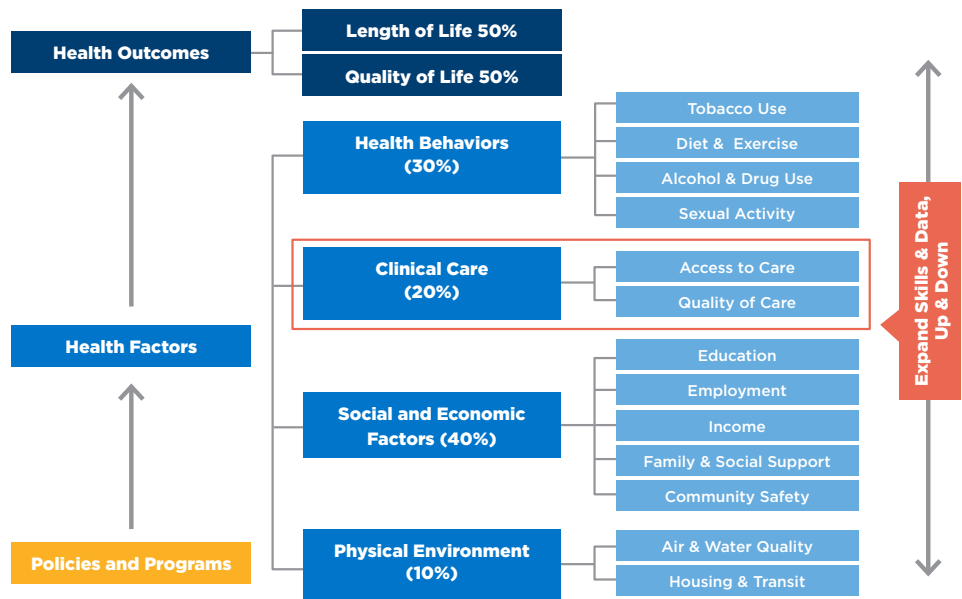 Health Outcomes
Length of Life 50%
Quality of Life 50%
Health Behaviors
(30%)
Tobacco Use
Diet & Exercise
Alcohol & Drug Use
Sexual Activity
Clinical Care
(20%)
Access to Care
Quality of Care
Health Factors
Social and Economic
Factors (40%)
Education
Employment
Income
Family & Social Support
Community Safety
Policies and Programs
Physical Environment
(10%)
Air & Water Quality
Housing & Transit
Expand Skills & Data,
Up & Down